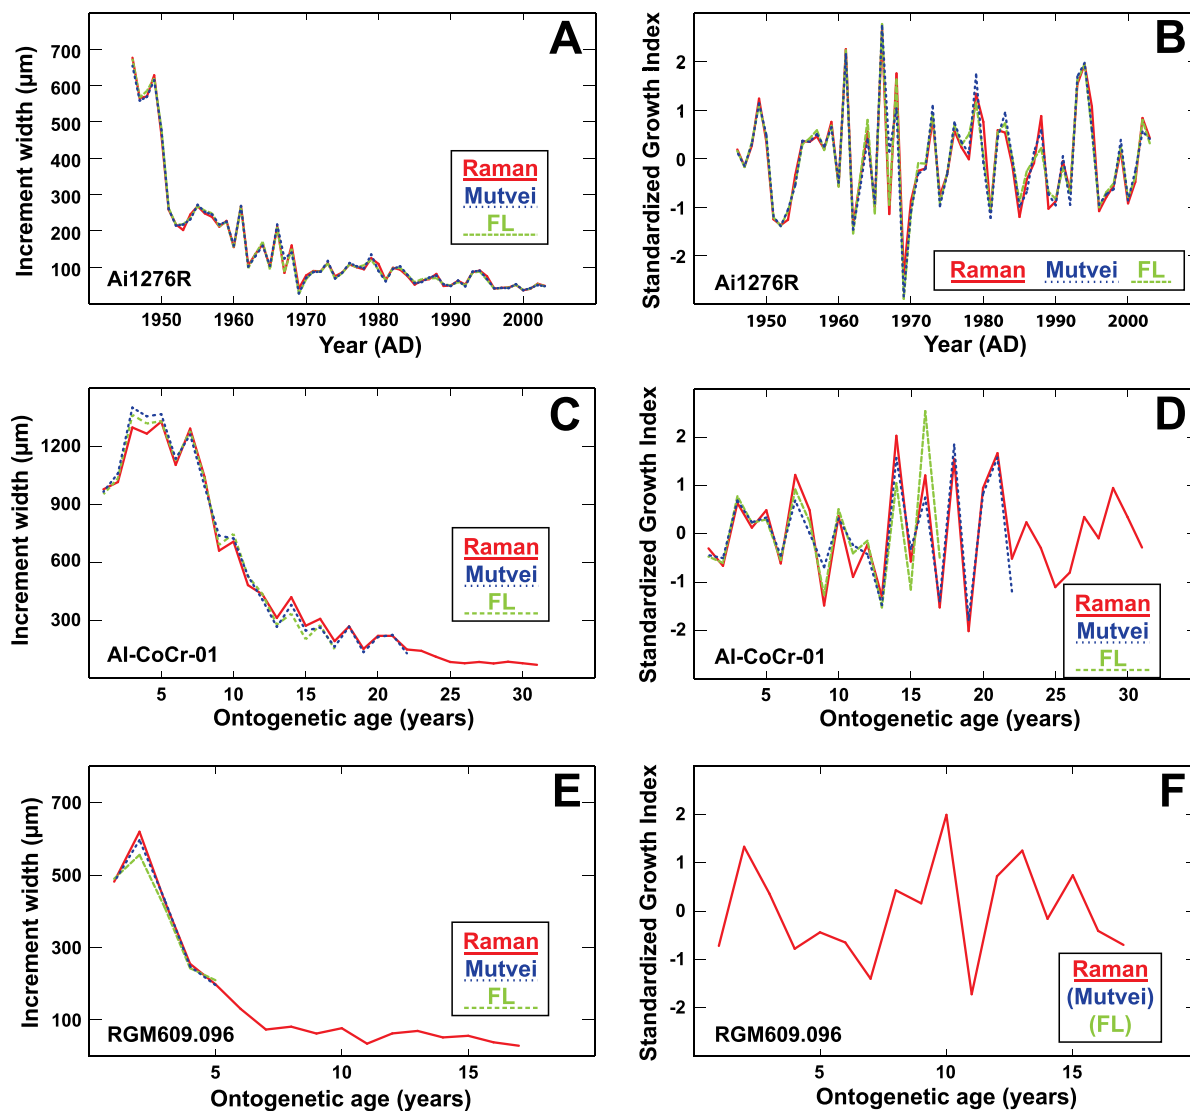 A
Increment width (µm)
700
600
500
400
300
200
100
Raman
Mutvei
FL
Ai1276R
1950
1960
1970
1980
1990
2000
Year (AD)
B
Standardized Growth Index
2
1
0
-1
-2
Ai1276R
Raman Mutvei FL
1950
1960
1970
1980
1990
2000
Year (AD)
C
Increment width (µm)
1200
900
600
300
Raman
Mutvei
FL
AI-CoCr-01
5
10
15
20
25
30
Ontogenetic age (years)
D
Standardized Growth Index
2
1
0
-1
-2
Raman
Mutvei
FL
AI-CoCr-01
5
10
15
20
25
30
Ontogenetic age (years)
E
Increment width (µm)
700
500
300
100
Raman
Mutvei
FL
RGM609.096
5
10
15
Ontogenetic age (years)
F
Standardized Growth Index
2
1
0
-1
-2
Raman
(Mutvei)
(FL)
RGM609.096
5
10
15
Ontogenetic age (years)